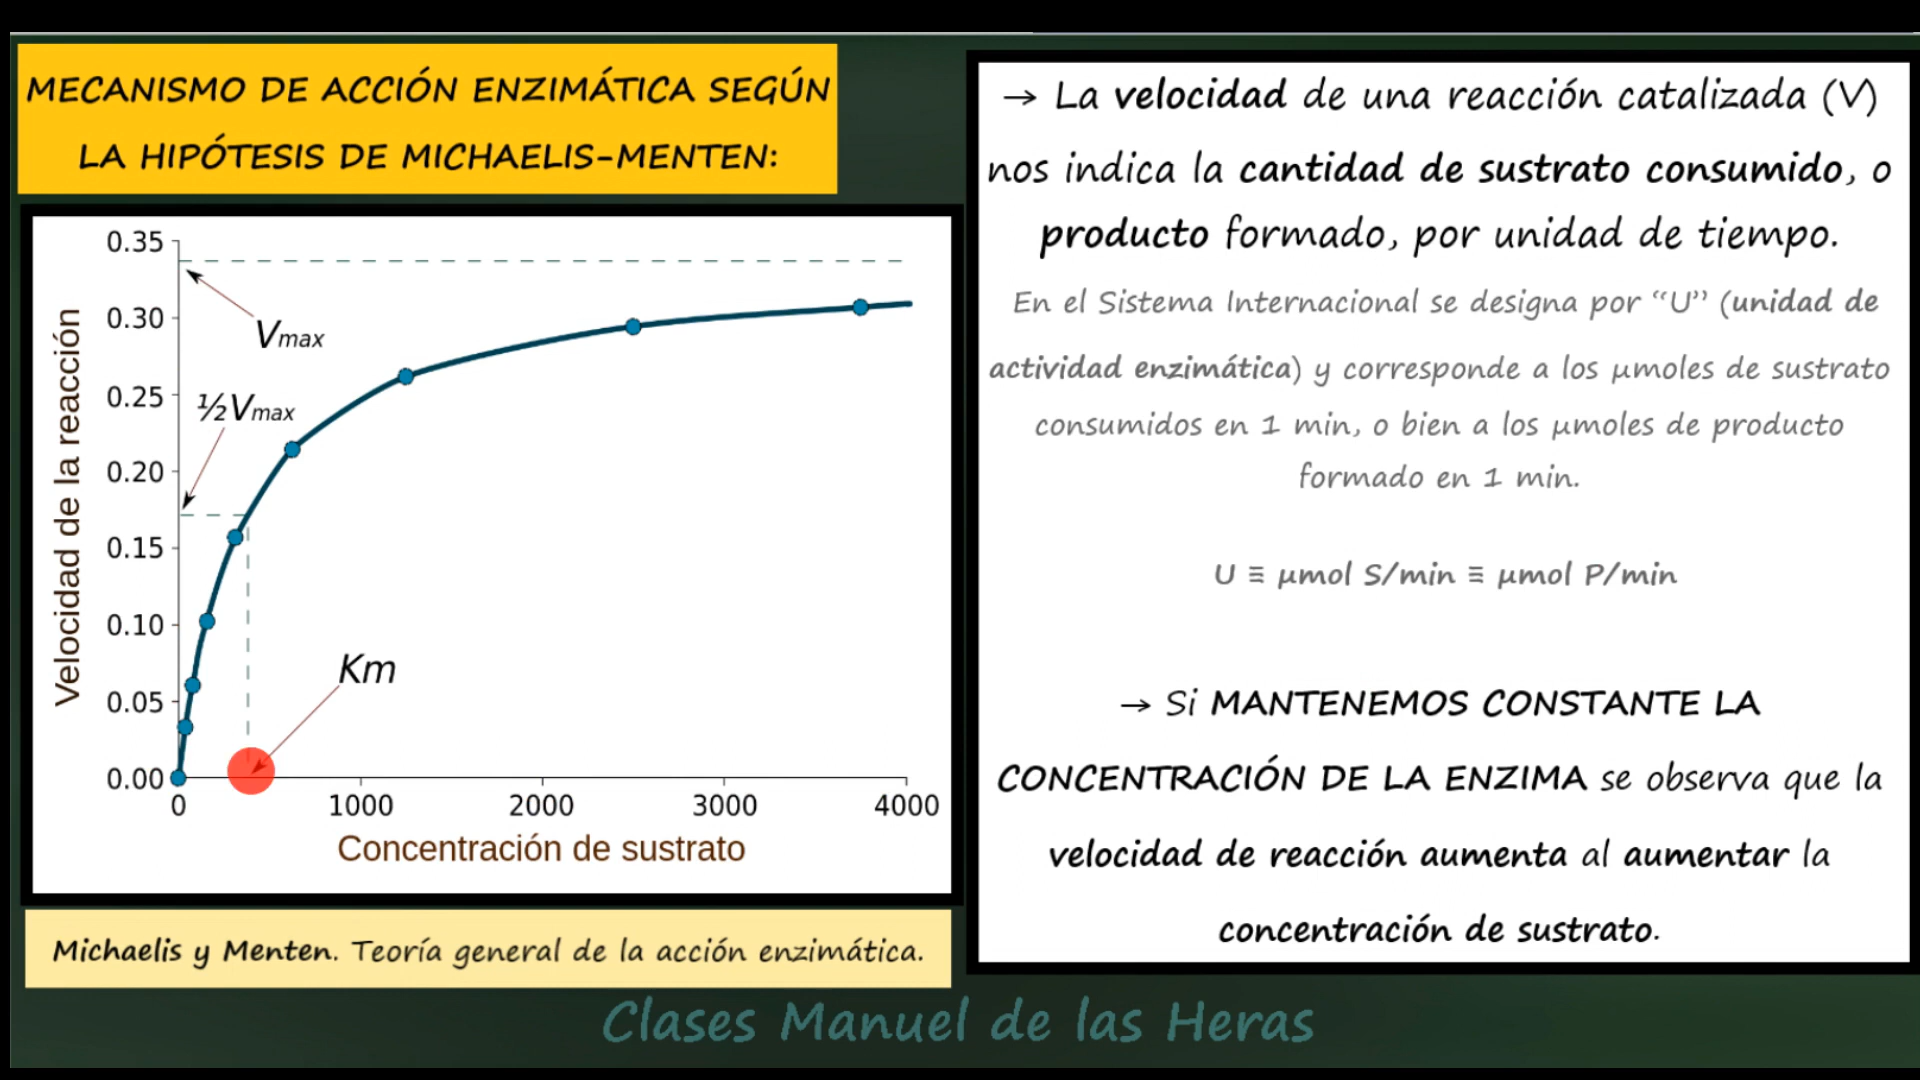 MECANISMO DE ACCIÓN ENZIMÁTICA SEGÚN
LA HIPÓTESIS DE MICHAELIS-MENTEN:
0.35
0.30
0.25
0.20
0.15
0.10
0.05
0.00
Velocidad de la reacción
Vmax
½Vmax
Km
0
1000
2000
3000
4000
Concentración de sustrato
Michaelis y Menten. Teoría general de la acción enzimática.
→ La velocidad de una reacción catalizada (V)
nos indica la cantidad de sustrato consumido, o
producto formado, por unidad de tiempo.
En el Sistema Internacional se designa por “U” (unidad de
actividad enzimática) y corresponde a los µmoles de sustrato
consumidos en 1 min, o bien a los µmoles de producto
formado en 1 min.
U ≡ µmol S/min ≡ µmol P/min
→ Si MANTENEMOS CONSTANTE LA
CONCENTRACIÓN DE LA ENZIMA se observa que la
velocidad de reacción aumenta al aumentar la
concentración de sustrato.
Clases Manuel de las Heras